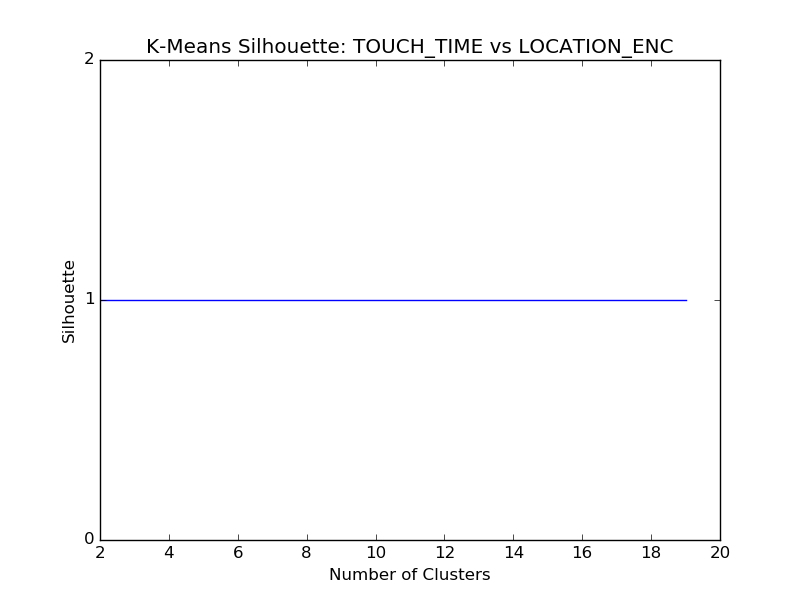 K-Means Silhouette: TOUCH_TIME vs LOCATION_ENC
2
1
0
Silhouette
2 4 6 8 10 12 14 16 18 20
Number of Clusters